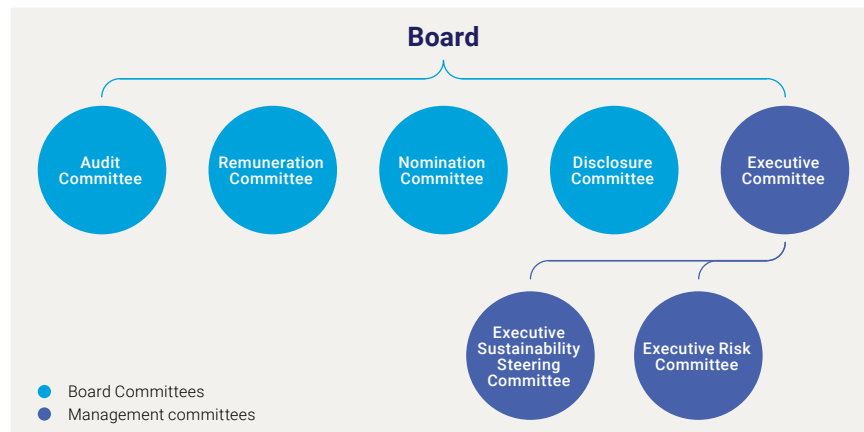 Board
Audit
Committee
Remuneration
Committee
Nomination
Committee
Disclosure
Committee
Executive
Committee
Executive
Sustainability
Steering
Committee
Executive Risk
Committee
Board Committees
Management committees